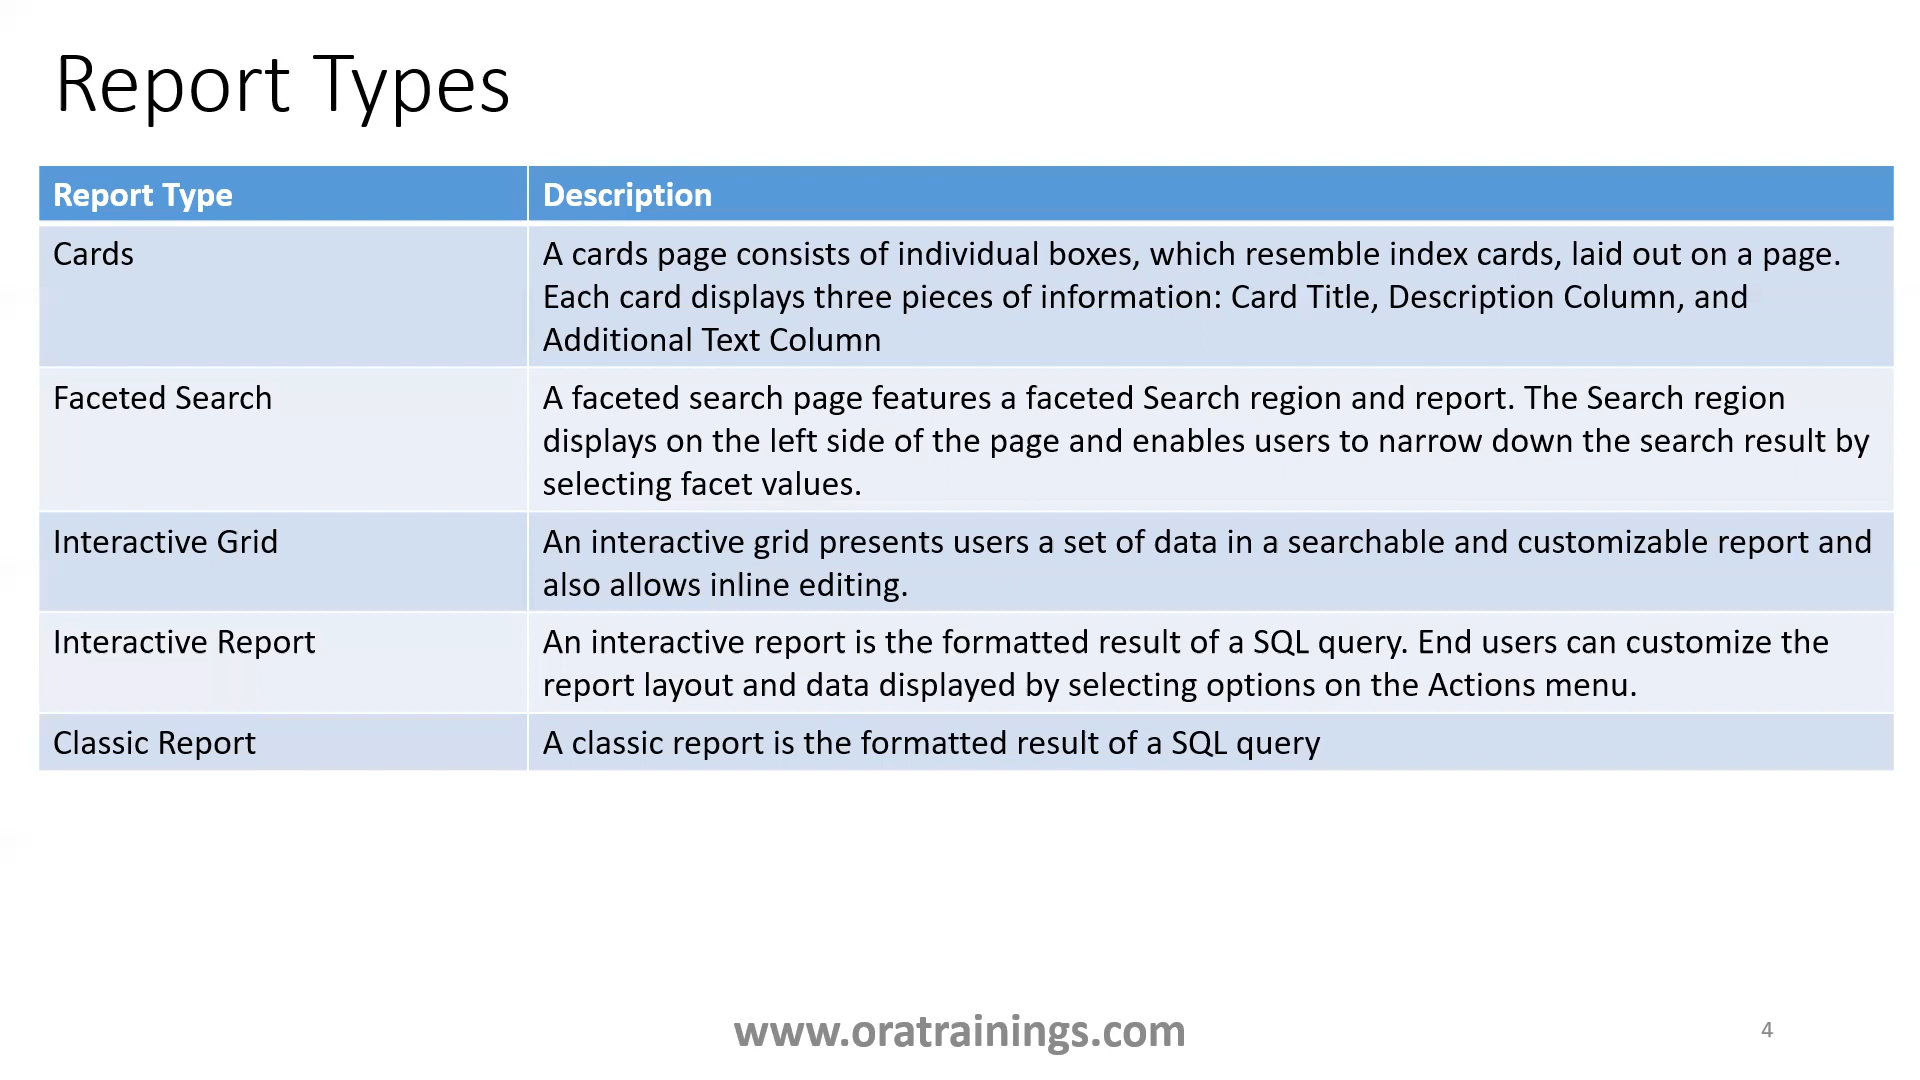 Report Types
Report Type
Description
Cards
A cards page consists of individual boxes, which resemble index cards, laid out on a page.
Each card displays three pieces of information: Card Title, Description Column, and
Additional Text Column
Faceted Search
A faceted search page features a faceted Search region and report. The Search region
displays on the left side of the page and enables users to narrow down the search result by
selecting facet values.
Interactive Grid
An interactive grid presents users a set of data in a searchable and customizable report and
also allows inline editing.
Interactive Report
An interactive report is the formatted result of a SQL query. End users can customize the
report layout and data displayed by selecting options on the Actions menu.
Classic Report
A classic report is the formatted result of a SQL query
www.oratrainings.com
4